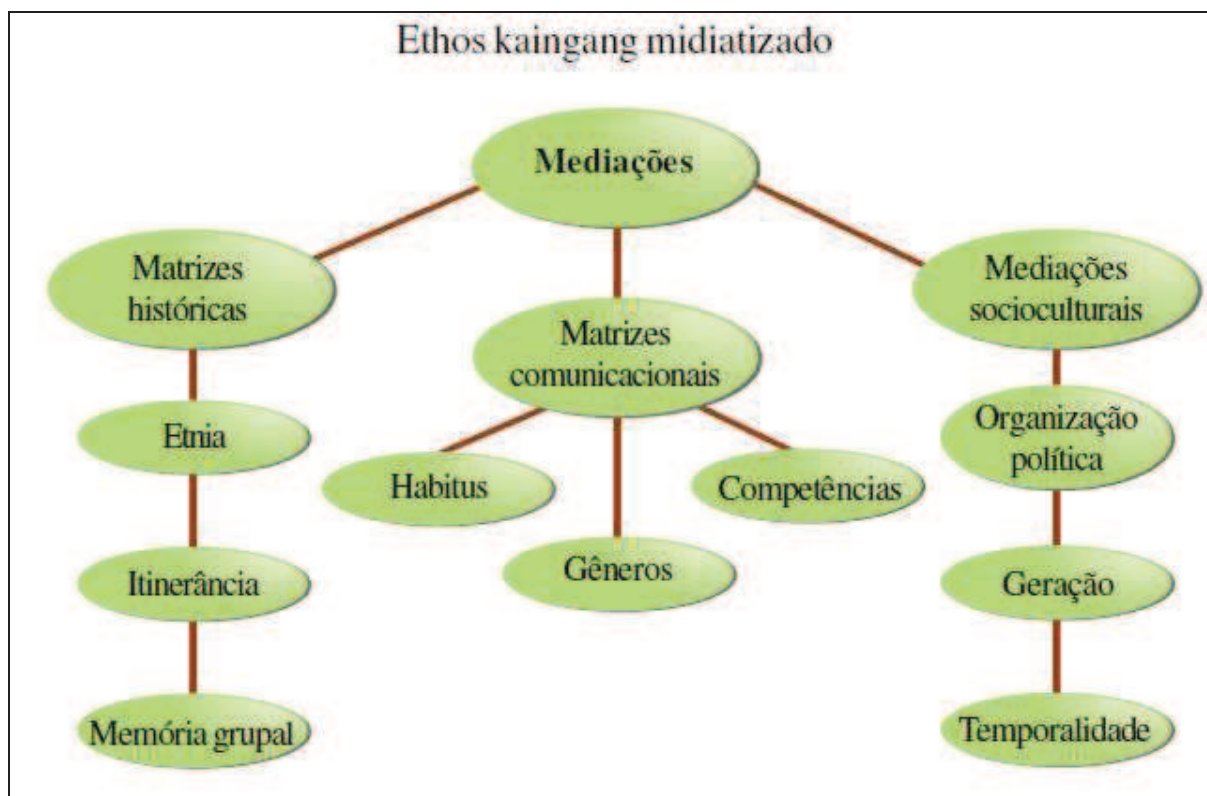 Ethos kaingang midiatizado
Mediações
Matrizes
históricas
Matrizes
comunicacionais
Mediações
socioculturais
Etnia
Itinerância
Memória grupal
Habitus
Gêneros
Competências
Organização
política
Geração
Temporalidade